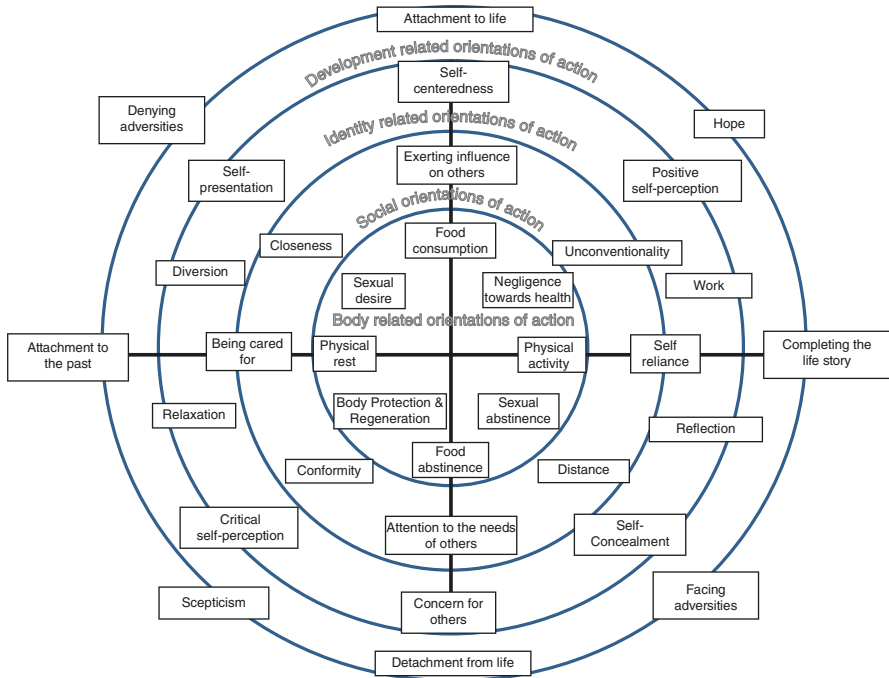 Attachment to life
Development related orientations of action
Self-
centeredness
Denying
adversities
Hope
Identity related orientations of action
Exerting influence
on others
Self-
presentation
Positive
self-perception
Social orientations of action
Food
consumption
Closeness
Unconventionality
Diversion
Sexual
desire
Negligence
towards health
Work
Body related orientations of action
Attachment to
the past
Being cared
for
Physical
rest
Physical
activity
Self
reliance
Completing the
life story
Relaxation
Body Protection &
Regeneration
Sexual
abstinence
Reflection
Conformity
Food
abstinence
Distance
Critical
self-perception
Attention to the needs
of others
Self-
Concealment
Scepticism
Concern for
others
Facing
adversities
Detachment from life